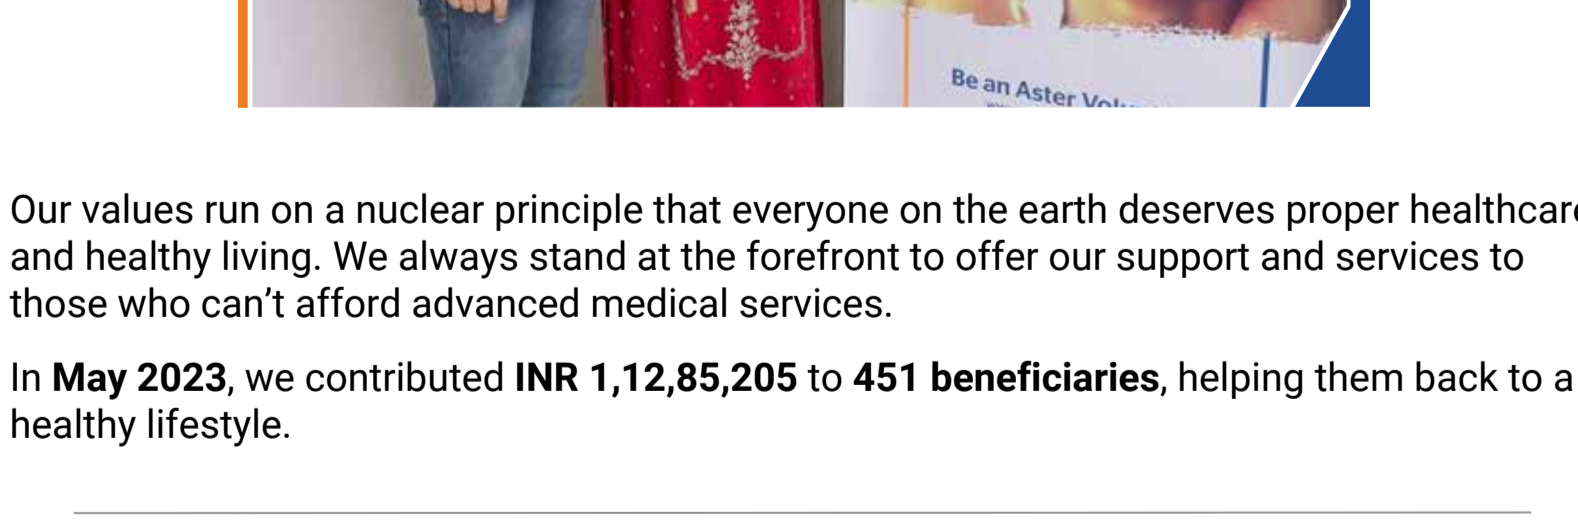 Be an Aster
Our values run on a nuclear principle that everyone on the earth deserves proper healthcare
and healthy living. We always stand at the forefront to offer our support and services to
those who can’t afford advanced medical services.
In May 2023, we contributed INR 1,12,85,205 to 451 beneficiaries, helping them back to a
healthy lifestyle.